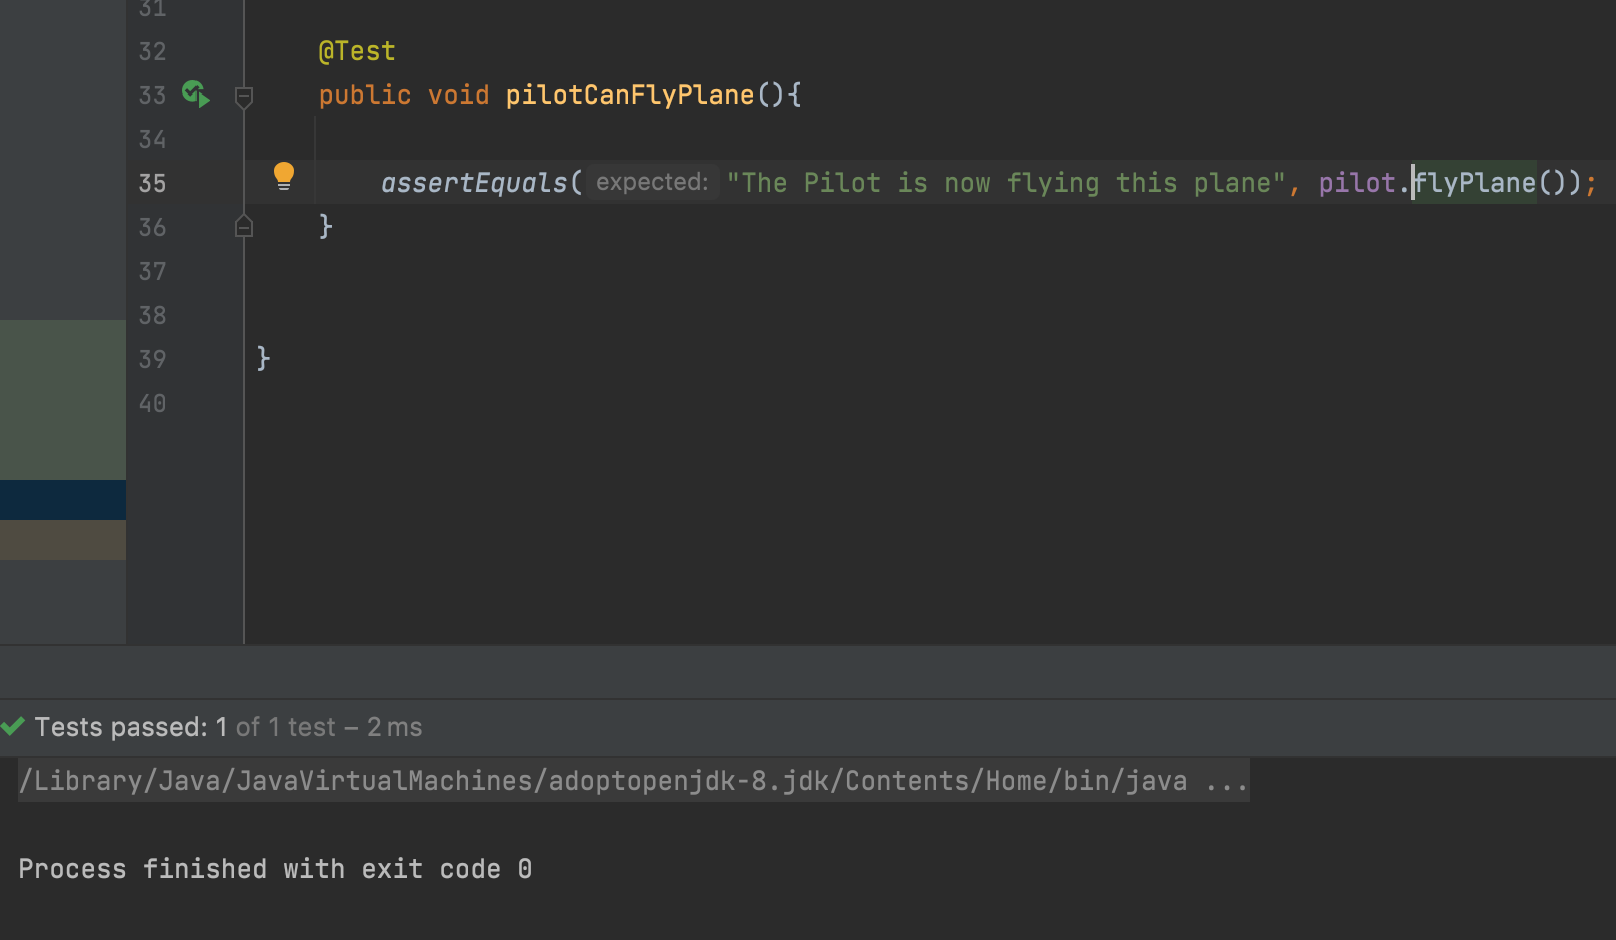 31
32 @Test
33 public void pilotCanFlyPlane(){
34
35 assertEquals( expected: "The Pilot is now flying this plane", pilot.flyPlane());
36 }
37
38
39 }
40
Tests passed: 1 of 1 test – 2 ms
/Library/Java/JavaVirtualMachines/adoptopenjdk-8.jdk/Contents/Home/bin/java ...
Process finished with exit code 0